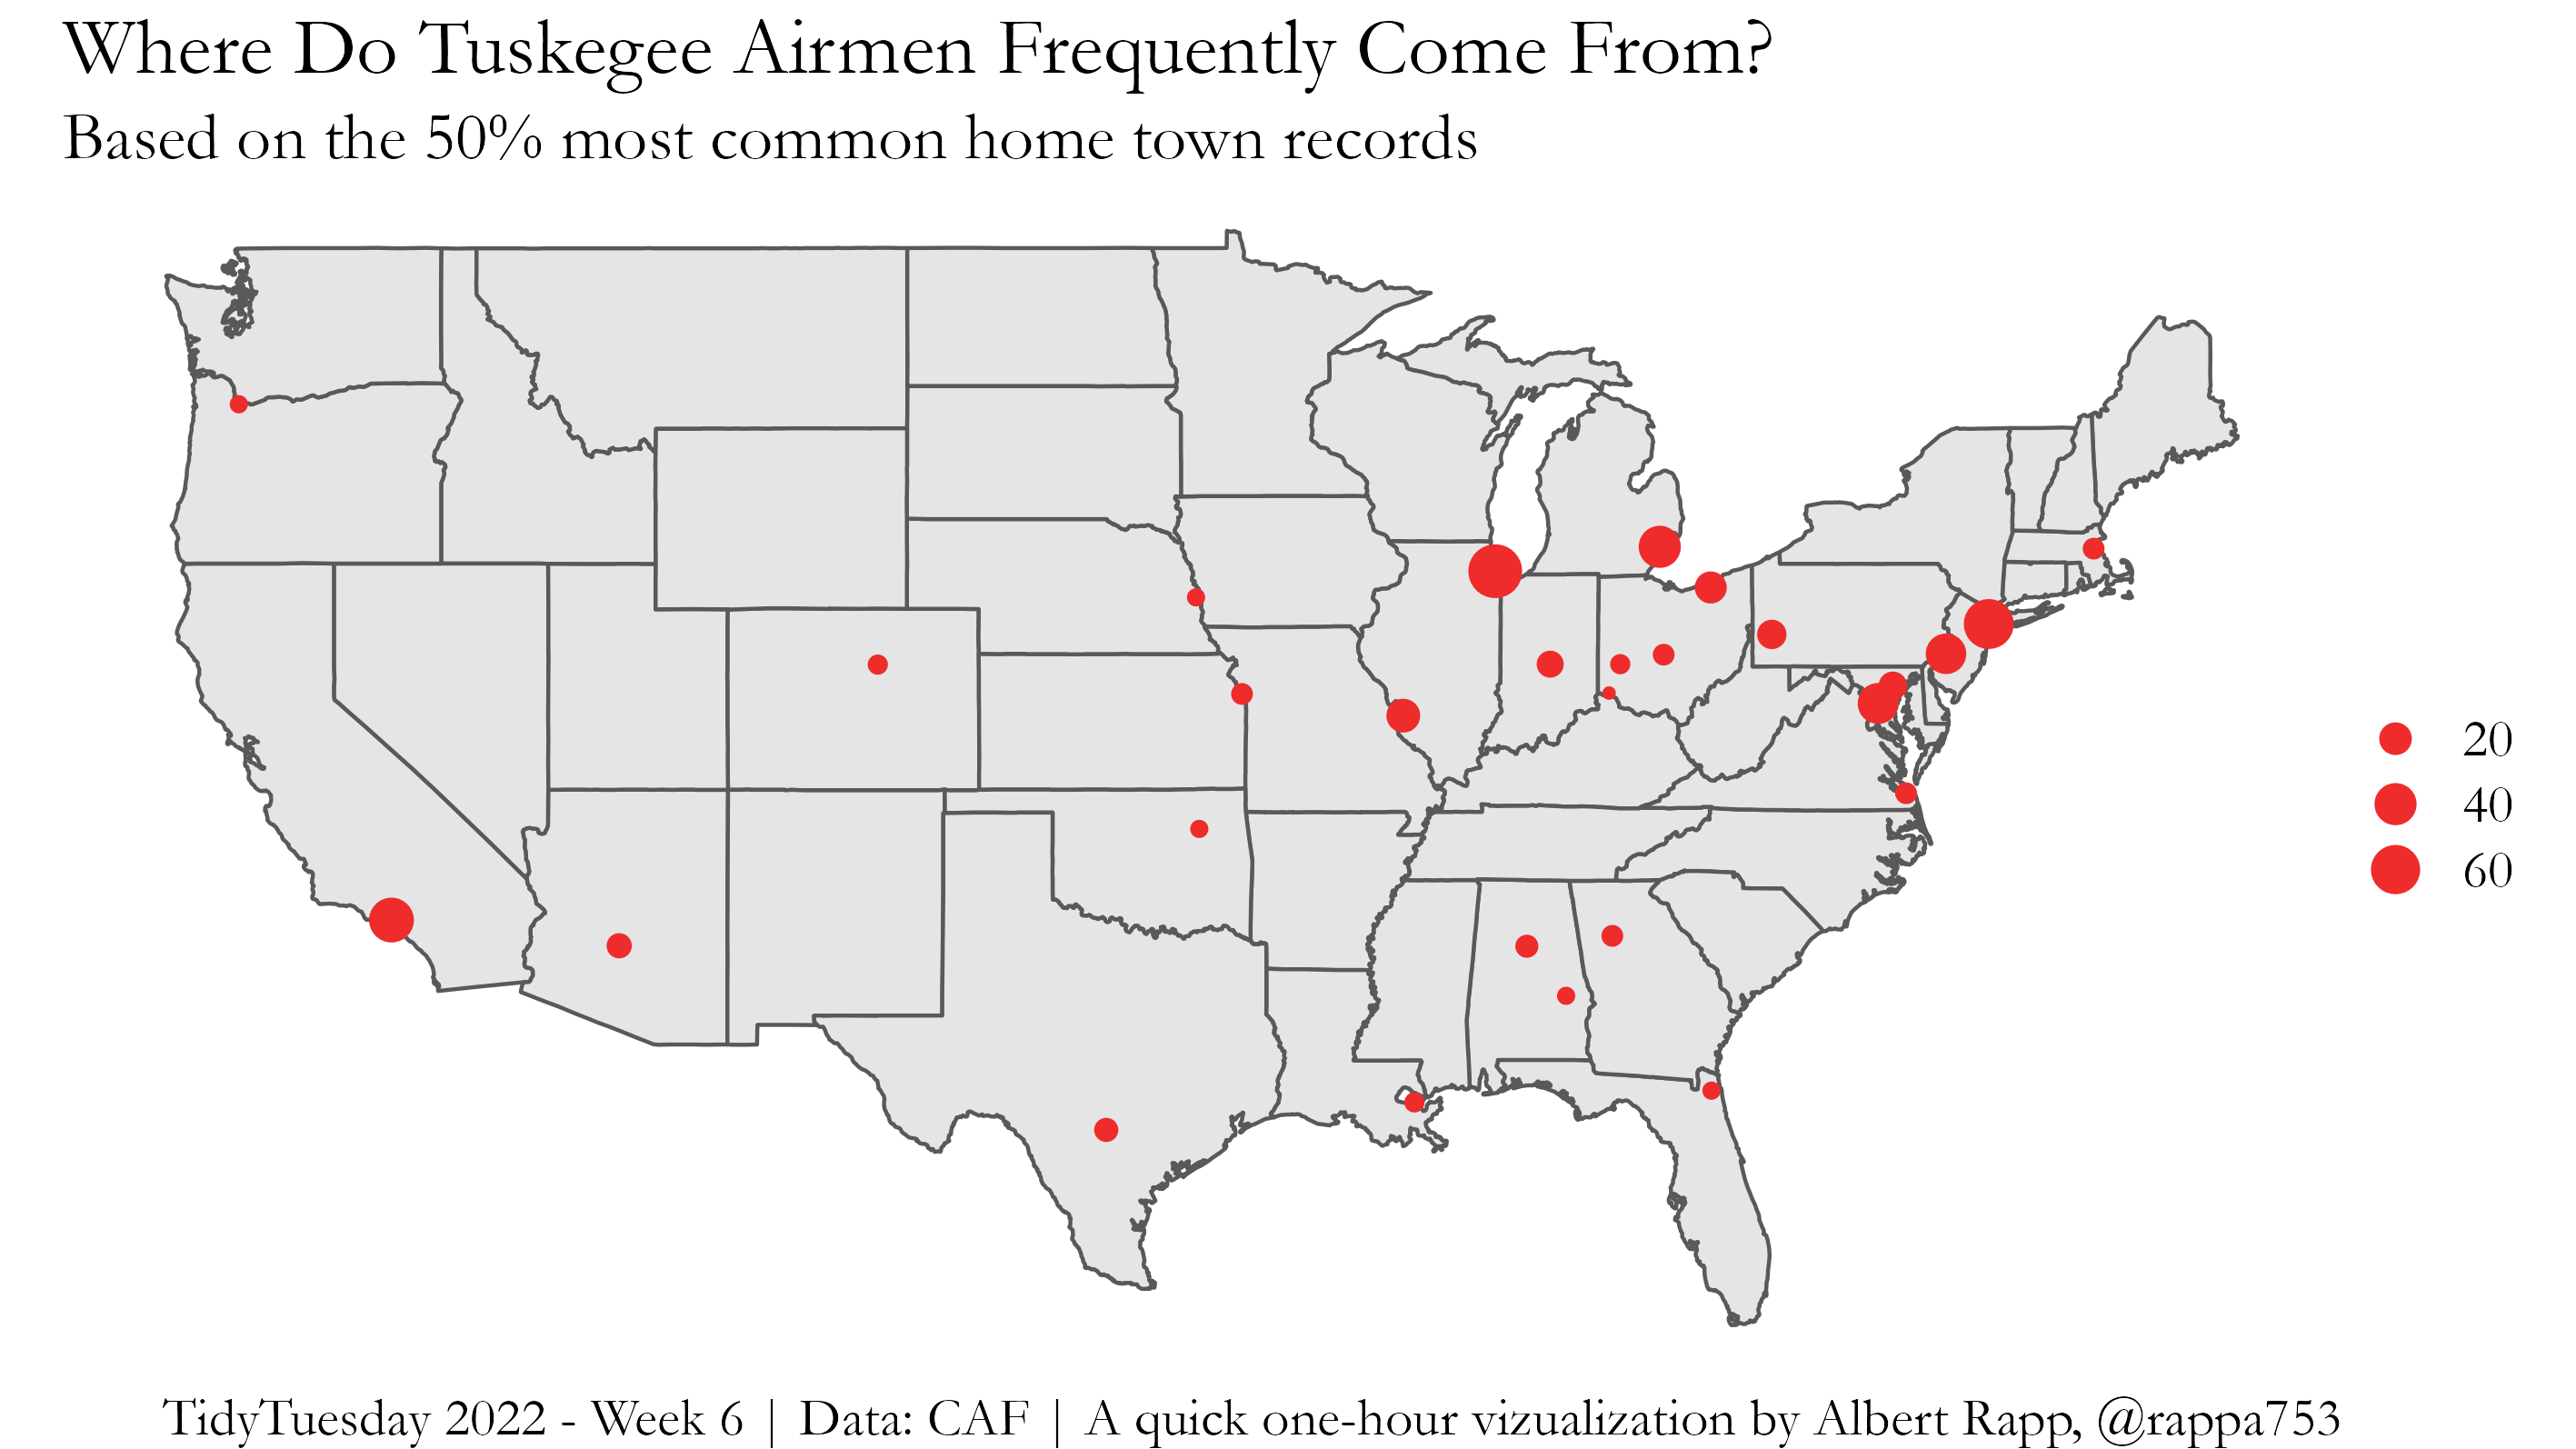 Where Do Tuskegee Airmen Frequently Come From?
Based on the 50% most common home town records
20
40
60
TidyTuesday 2022 - Week 6 | Data: CAF | A quick one-hour vizualization by Albert Rapp, @rappa753